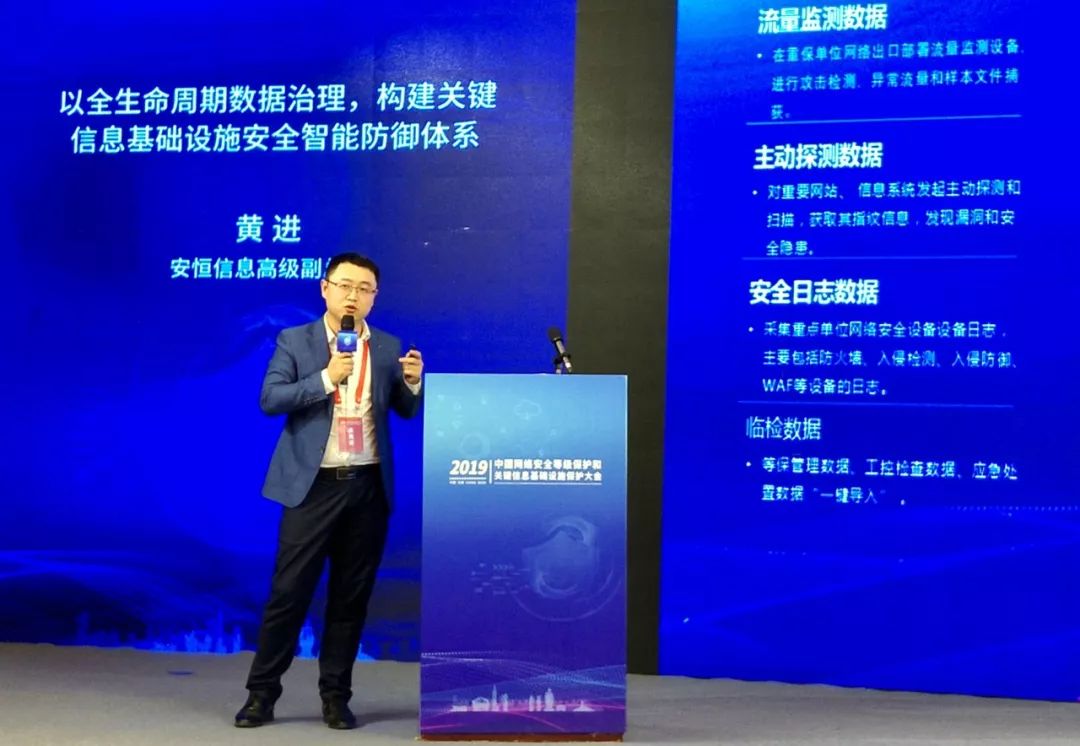 以全生命周期数据治理，构建关键
信息基础设施安全智能防御体系
黄 进
安恒信息高级副
流量监测数据
• 在重保单位网络出口部署流量监测设备，
进行攻击检测、异常流量和样本文件捕
获。
主动探测数据
• 对重要网站、信息系统发起主动探测和
扫描，获取其指纹信息，发现漏洞和安
全隐患。
安全日志数据
• 采集重点单位网络安全设备设备日志，
主要包括防火墙、入侵检测、入侵防御、
WAF等设备的日志。
临检数据
• 等保管理数据、工控检查数据、应急处
置数据“一键导入”。
2019 中国网络安全等级保护和
关键信息基础设施保护大会